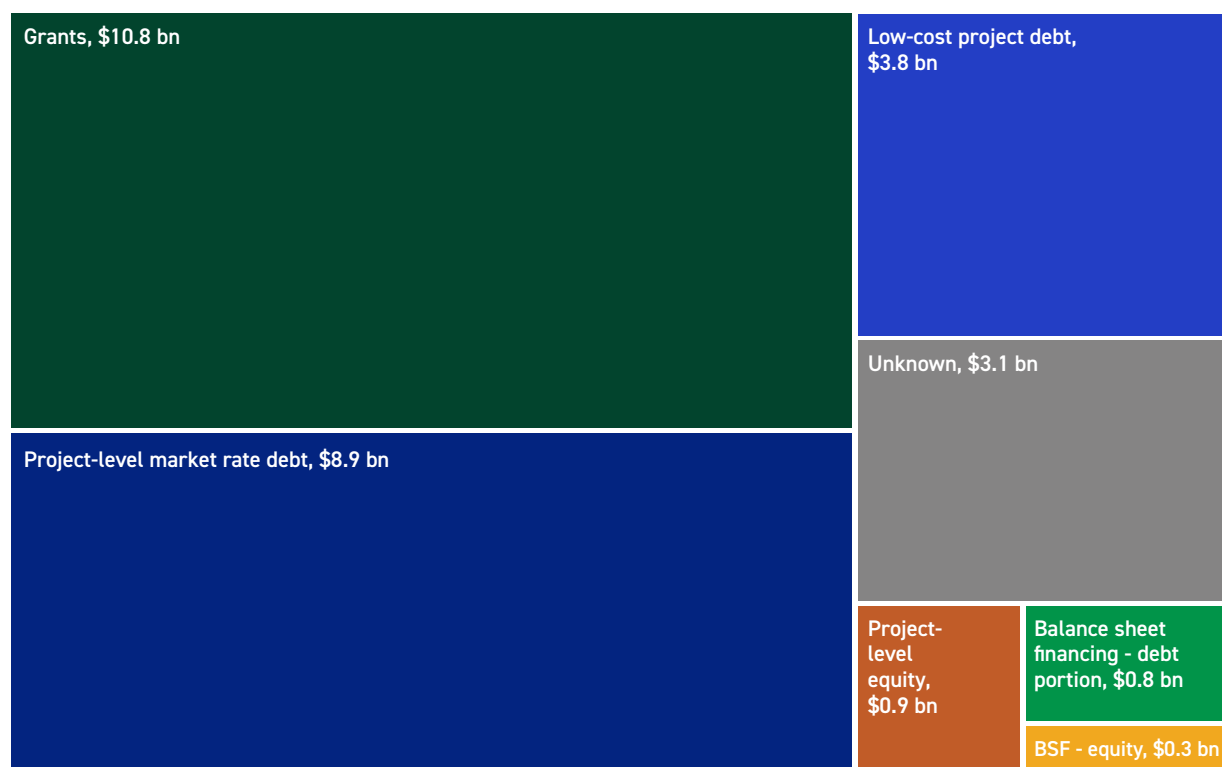 Grants, $10.8 bn
Project-level market rate debt, $8.9 bn
Low-cost project debt,
$3.8 bn
Unknown, $3.1 bn
Project-
level
equity,
$0.9 bn
Balance sheet
financing - debt
portion, $0.8 bn
BSF - equity, $0.3 bn